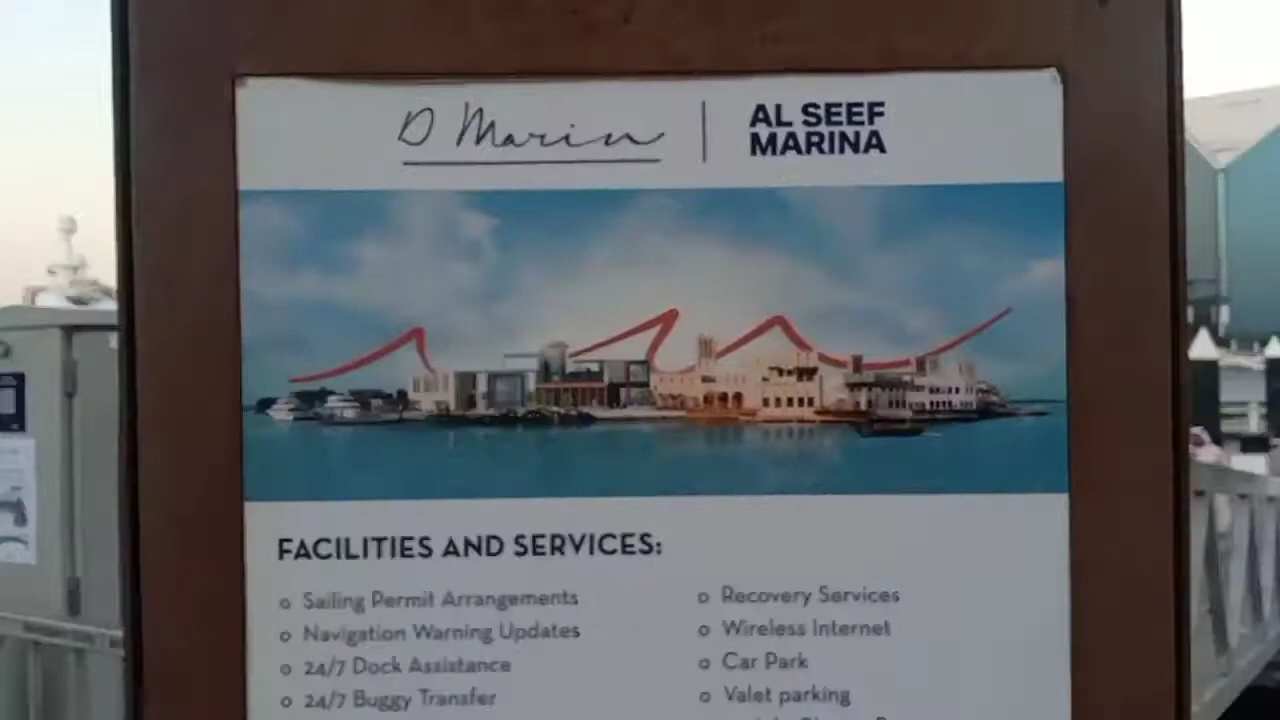 D Marin
AL SEEF
MARINA
FACILITIES AND SERVICES:
o Sailing Permit Arrangements
o Navigation Warning Updates
o 24/7 Dock Assistance
o 24/7 Buggy Transfer
o Recovery Services
o Wireless Internet
o Car Park
o Valet parking